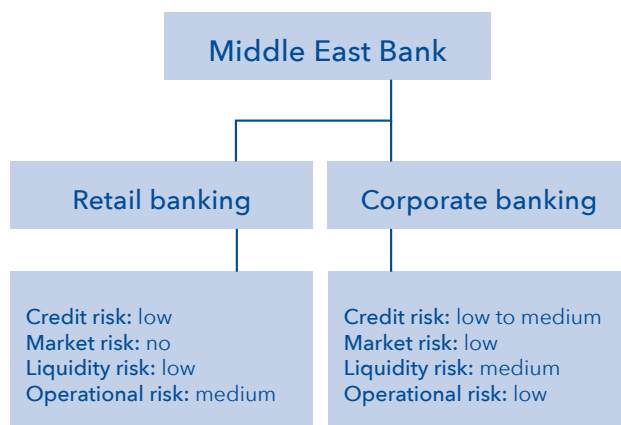 Middle East Bank
Retail banking
Corporate banking
Credit risk: low
Market risk: no
Liquidity risk: low
Operational risk: medium
Credit risk: low to medium
Market risk: low
Liquidity risk: medium
Operational risk: low